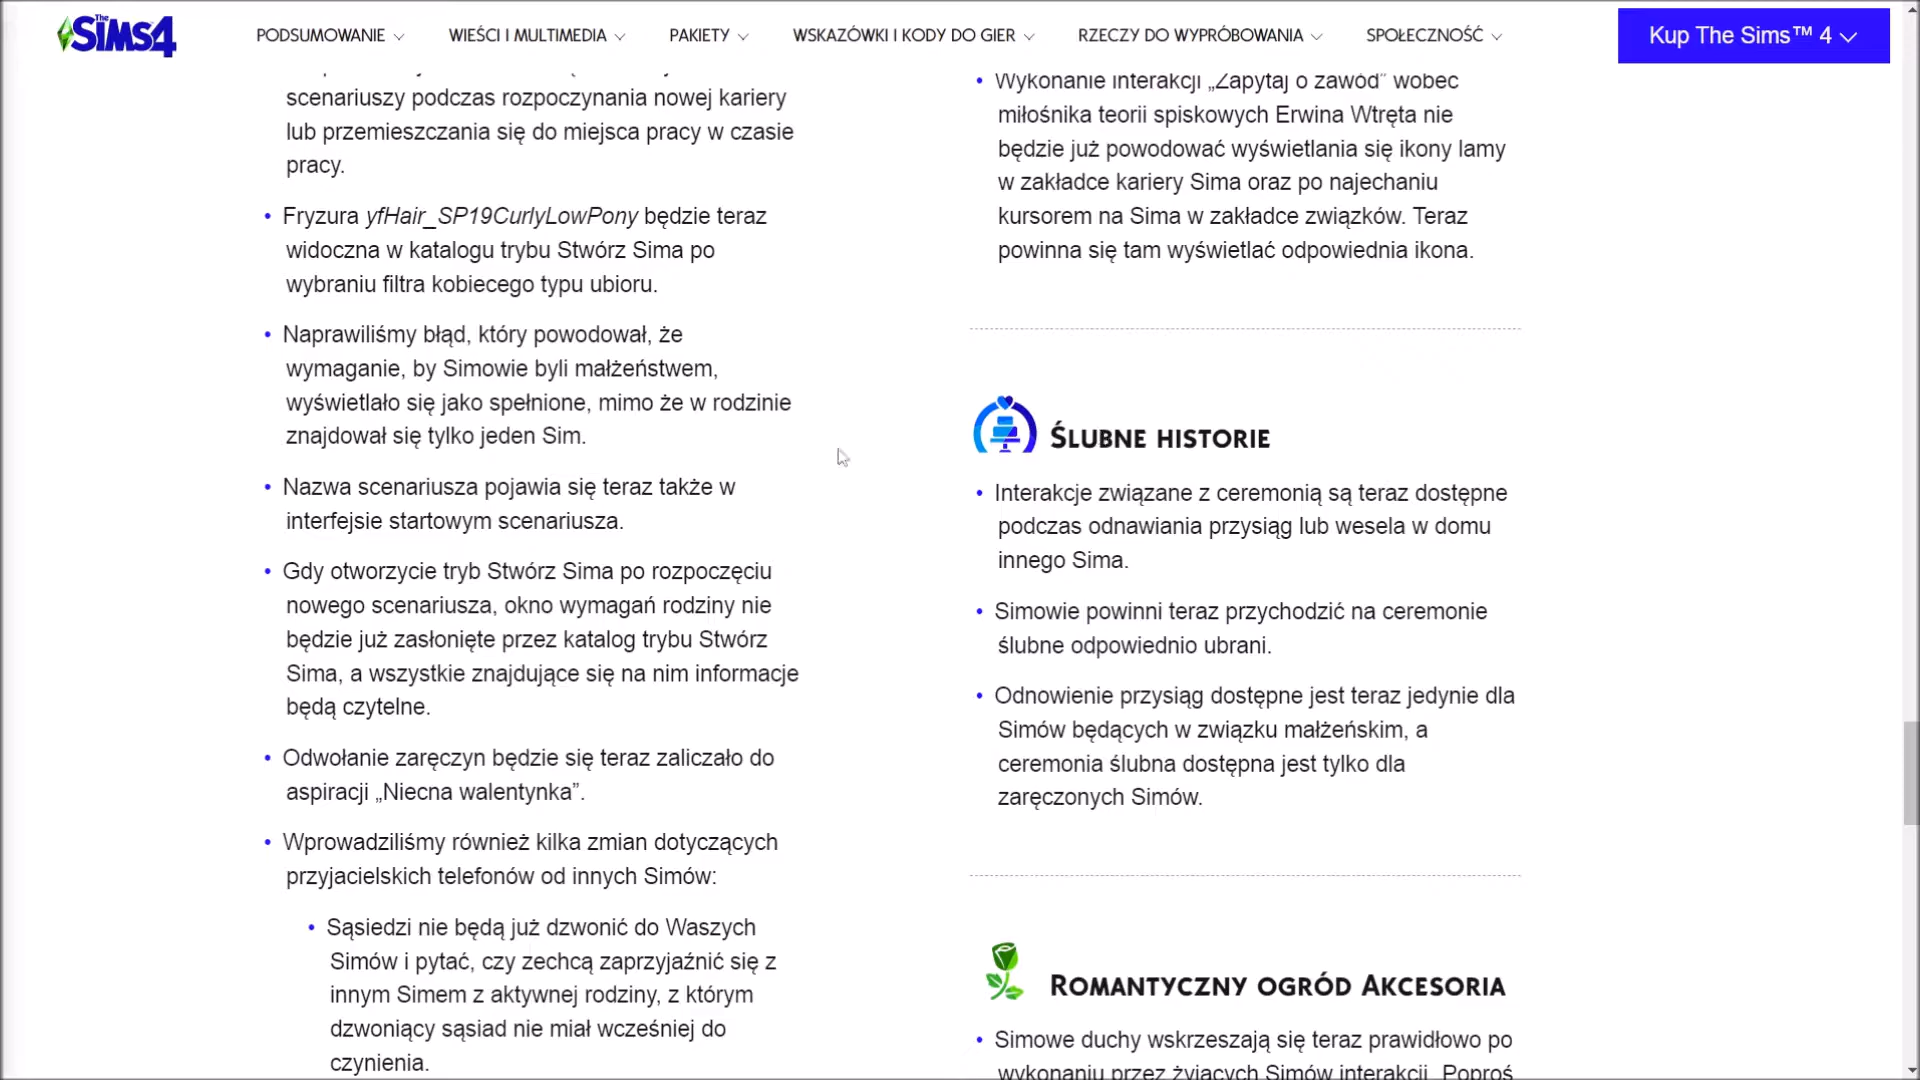 The Sims 4
PODSUMOWANIE
WIEŚCI I MULTIMEDIA
PAKIETY
WSKAZÓWKI I KODY DO GIER
RZECZY DO WYPRÓBOWANIA
SPOŁECZNOŚĆ
Kup The Sims™ 4
scenariuszy podczas rozpoczynania nowej kariery
lub przemieszczania się do miejsca pracy w czasie
pracy.
• Fryzura yfHair_SP19CurlyLowPony będzie teraz
widoczna w katalogu trybu Stwórz Sima po
wybraniu filtra kobiecego typu ubioru.
• Naprawiliśmy błąd, który powodował, że
wymaganie, by Simowie byli małżeństwem,
wyświetlało się jako spełnione, mimo że w rodzinie
znajdował się tylko jeden Sim.
• Nazwa scenariusza pojawia się teraz także w
interfejsie startowym scenariusza.
• Gdy otworzycie tryb Stwórz Sima po rozpoczęciu
nowego scenariusza, okno wymagań rodziny nie
będzie już zasłonięte przez katalog trybu Stwórz
Sima, a wszystkie znajdujące się na nim informacje
będą czytelne.
• Odwołanie zaręczyn będzie się teraz zaliczało do
aspiracji „Niecna walentynka”.
• Wprowadziliśmy również kilka zmian dotyczących
przyjacielskich telefonów od innych Simów:
• Sąsiedzi nie będą już dzwonić do Waszych
Simów i pytać, czy zechcą zaprzyjaźnić się z
innym Simem z aktywnej rodziny, z którym
dzwoniący sąsiad nie miał wcześniej do
czynienia.
• Wykonanie interakcji „Zapytaj o zawód” wobec
miłośnika teorii spiskowych Erwina Wtręta nie
będzie już powodować wyświetlania się ikony lamy
w zakładce kariery Sima oraz po najechaniu
kursorem na Sima w zakładce związków. Teraz
powinna się tam wyświetlać odpowiednia ikona.
ŚLUBNE HISTORIE
• Interakcje związane z ceremonią są teraz dostępne
podczas odnawiania przysiąg lub wesela w domu
innego Sima.
• Simowie powinni teraz przychodzić na ceremonie
ślubne odpowiednio ubrani.
• Odnowienie przysiąg dostępne jest teraz jedynie dla
Simów będących w związku małżeńskim, a
ceremonia ślubna dostępna jest tylko dla
zaręczonych Simów.
ROMANTYCZNY OGRÓD AKCESORIA
• Simowe duchy wskrzeszają się teraz prawidłowo po
wykonaniu przez żyjących Simów interakcji „Poproś